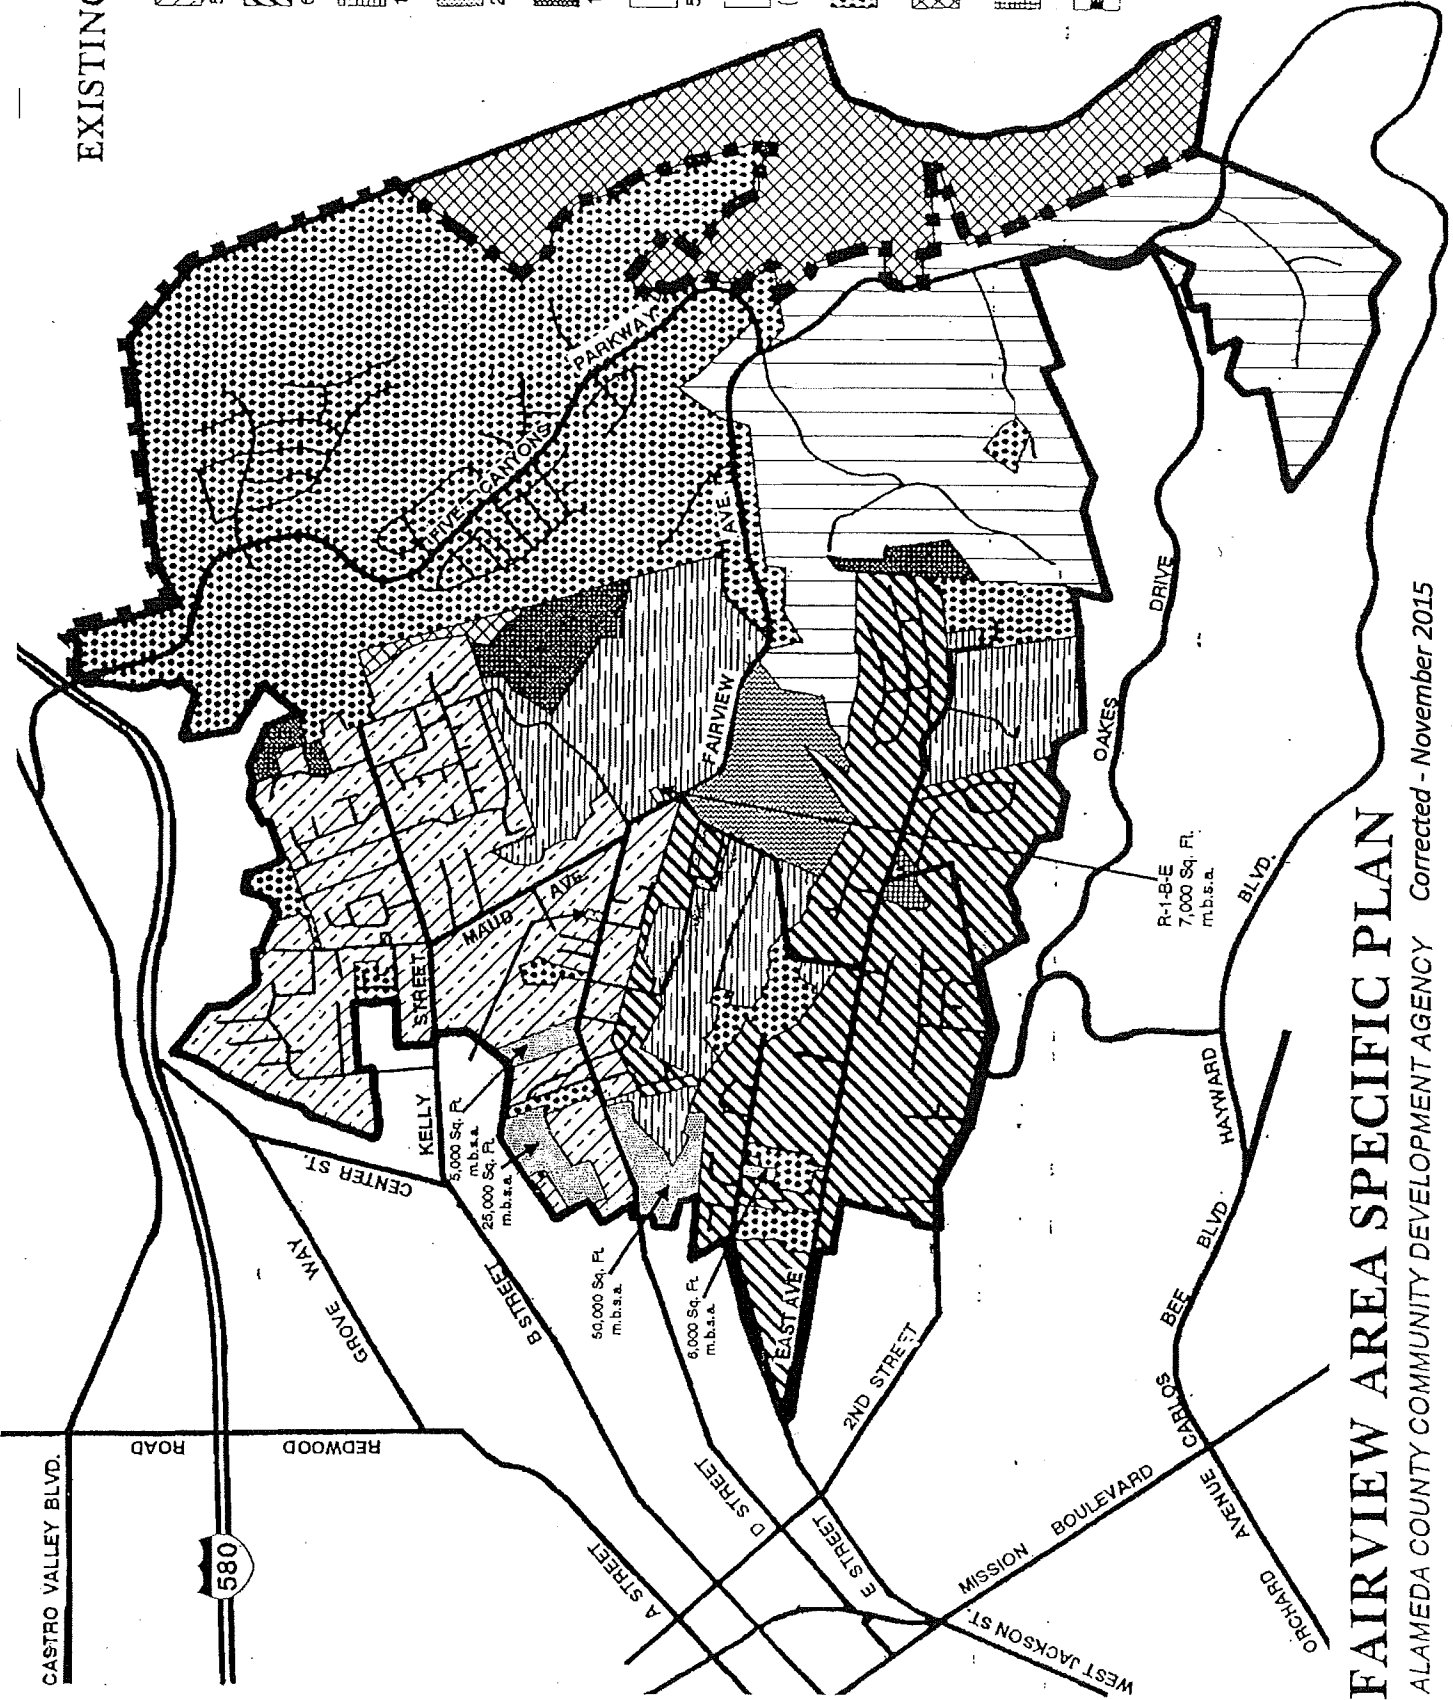 EXISTING
CASTRO VALLEY BLVD.
580
REDWOOD
ROAD
GROVE
WAY
CENTER ST.
KELLY
STREET
B STREET
A STREET
D STREET
E STREET
2ND STREET
EAST AVE
MAUD AVE.
FAIRVIEW
AVE.
FIVE CANYONS
PARKWAY
5,000 Sq. Ft.
m.b.s.a.
25,000 Sq. Ft.
m.b.s.a.
50,000 Sq. Ft.
m.b.s.a.
6,000 Sq. Ft.
m.b.s.a.
R-1-B-E
7,000 Sq. Ft.
m.b.s.a.
OAKES
DRIVE
HAYWARD
BLVD.
CARLOS
BEE
BLVD.
MISSION
BOULEVARD
WEST JACKSON ST.
ORCHARD
AVENUE
FAIRVIEW AREA SPECIFIC PLAN
ALAMEDA COUNTY COMMUNITY DEVELOPMENT AGENCY Corrected - November 2015